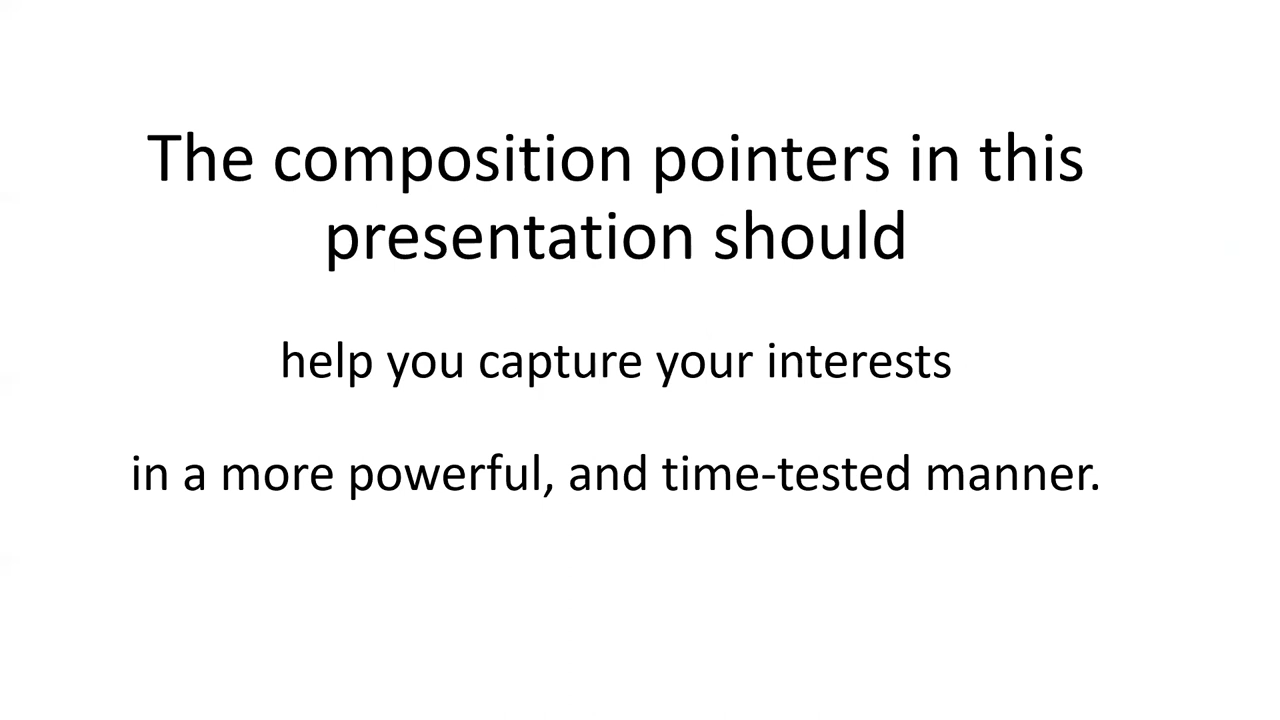 The composition pointers in this
presentation should
help you capture your interests
in a more powerful, and time-tested manner.